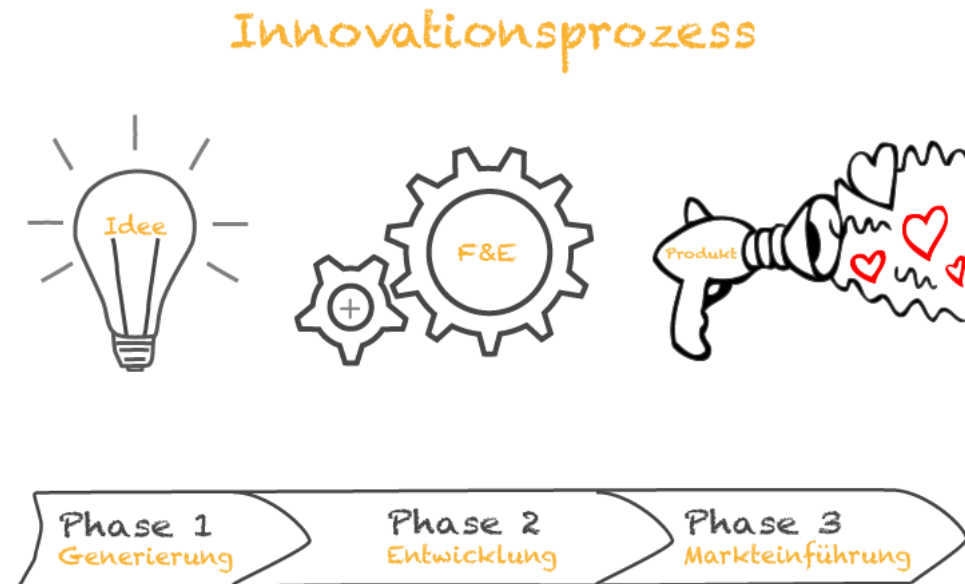 Innovationsprozess
Idee
F&E
Produkt
Phase 1
Generierung
Phase 2
Entwicklung
Phase 3
Markteinführung